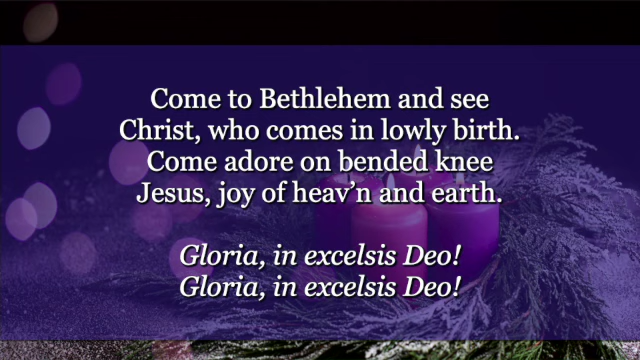 Come to Bethlehem and see
Christ, who comes in lowly birth.
Come adore on bended knee
Jesus, joy of heav’n and earth.
Gloria, in excelsis Deo!
Gloria, in excelsis Deo!